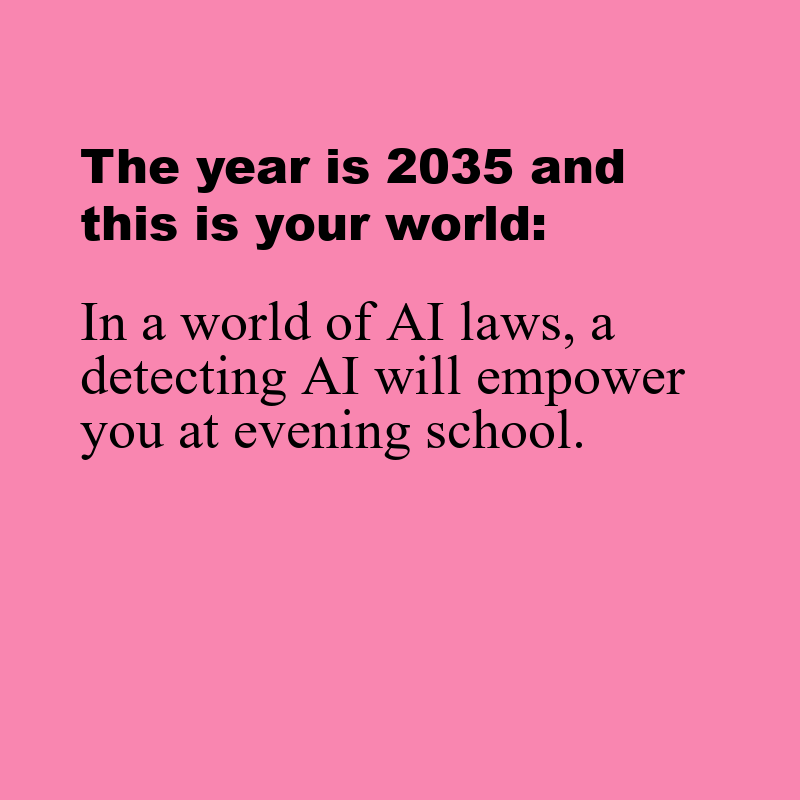 The year is 2035 and
this is your world:
In a world of AI laws, a
detecting AI will empower
you at evening school.